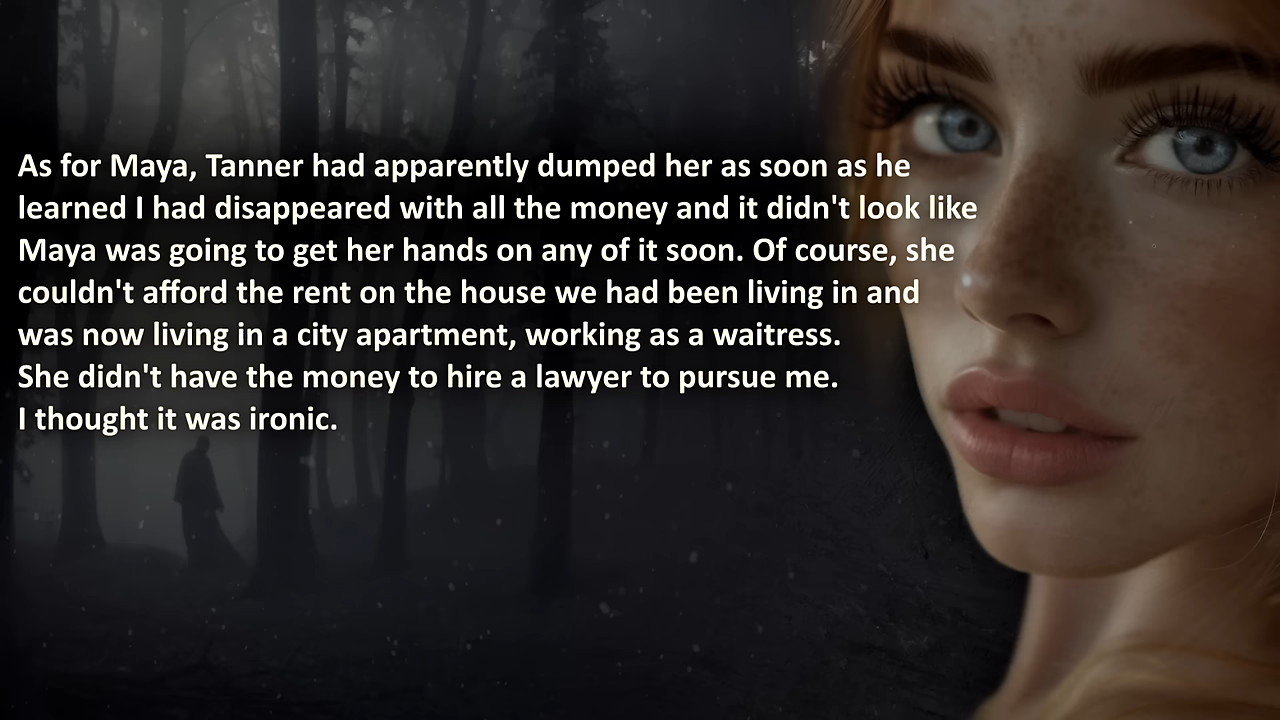 As for Maya, Tanner had apparently dumped her as soon as he
learned I had disappeared with all the money and it didn't look like
Maya was going to get her hands on any of it soon. Of course, she
couldn't afford the rent on the house we had been living in and
was now living in a city apartment, working as a waitress.
She didn't have the money to hire a lawyer to pursue me.
I thought it was ironic.